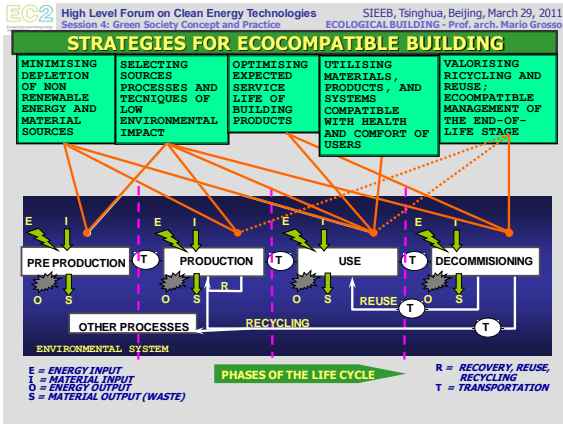 EC2
High Level Forum on Clean Energy Technologies
SIEEB, Tsinghua, Beijing, March 29, 2011
Session 4: Green Society Concept and Practice
ECOLOGICAL BUILDING - Prof. arch. Mario Grosso
STRATEGIES FOR ECOCOMPATIBLE BUILDING
MINIMISING
DEPLETION
OF NON
RENEWABLE
ENERGY AND
MATERIAL
SOURCES
SELECTING
SOURCES
PROCESSES AND
TECNIQUES OF
LOW
ENVIRONMENTAL
IMPACT
OPTIMISING
EXPECTED
SERVICE
LIFE OF
BUILDING
PRODUCTS
UTILISING
MATERIALS,
PRODUCTS, AND
SYSTEMS
COMPATIBLE
WITH HEALTH
AND COMFORT OF
USERS
VALORISING
RICYCLING AND
REUSE;
ECOOMPATIBLE
MANAGEMENT OF
THE END-OF-
LIFE STAGE
E I E I E I E I
PRE PRODUCTION T PRODUCTION T USE T DECOMMISIONING
O S O S R O S REUSE T O S
OTHER PROCESSES RECYCLING T
ENVIRONMENTAL SYSTEM
E = ENERGY INPUT
I = MATERIAL INPUT
O = ENERGY OUTPUT
S = MATERIAL OUTPUT (WASTE)
PHASES OF THE LIFE CYCLE
R = RECOVERY, REUSE,
RECYCLING
T = TRANSPORTATION